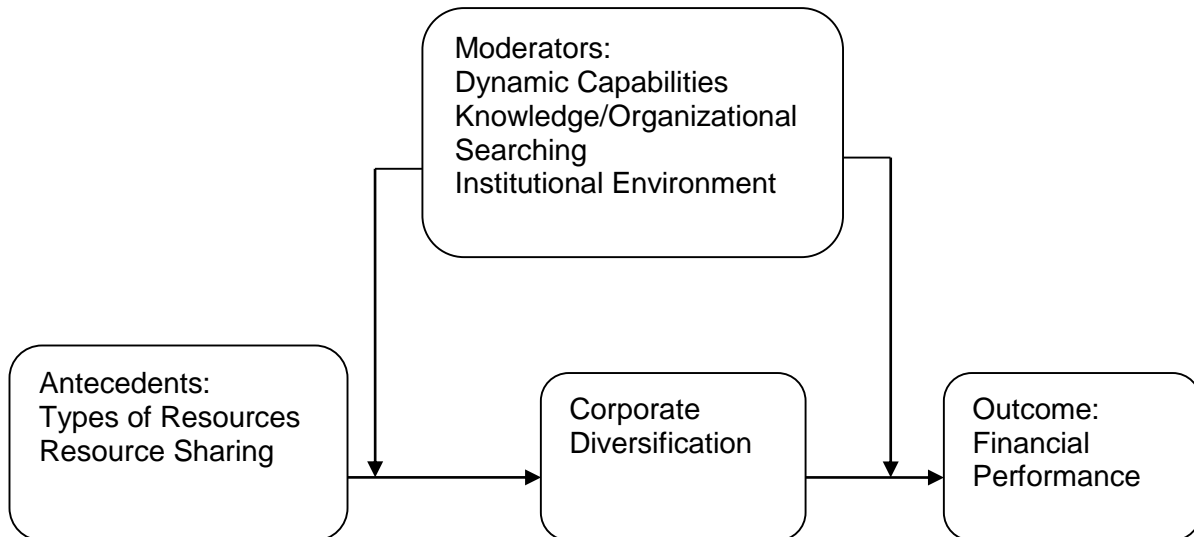 Moderators:
Dynamic Capabilities
Knowledge/Organizational
Searching
Institutional Environment
Antecedents:
Types of Resources
Resource Sharing
Corporate
Diversification
Outcome:
Financial
Performance